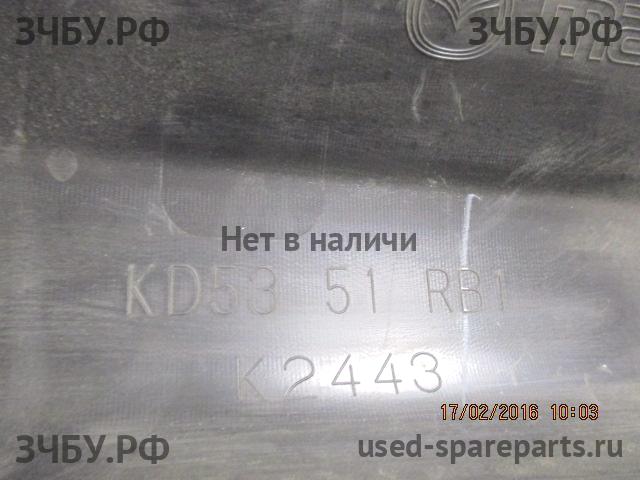 ЗЧБУ.РФ ЗЧБУ.РФ
Нет в наличи
KD53 51 RB1
K2443
17/02/2016 10:03
ЗЧБУ.РФ used-spareparts.ru